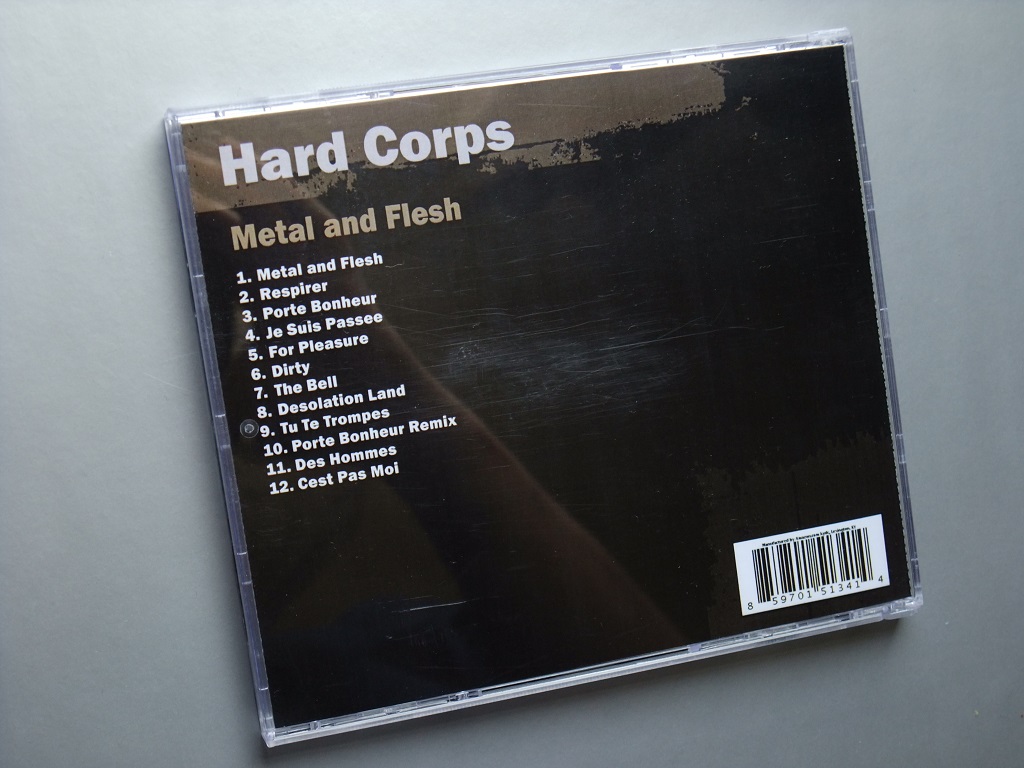 Hard Corps
Metal and Flesh
1. Metal and Flesh
2. Respirer
3. Porte Bonheur
4. Je Suis Passee
5. For Pleasure
6. Dirty
7. The Bell
8. Desolation Land
9. Tu Te Trompes
10. Porte Bonheur Remix
11. Des Hommes
12. Cest Pas Moi
Manufactured by
8 59701 51341 4